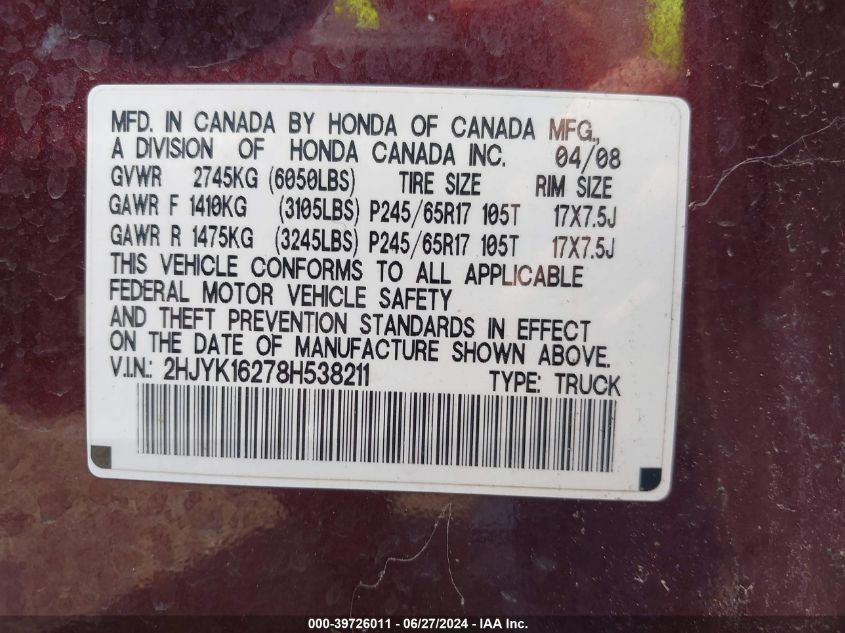 MFD. IN CANADA BY HONDA OF CANADA MFG.,
A DIVISION OF HONDA CANADA INC. 04/08
GVWR 2745KG (6050LBS) TIRE SIZE RIM SIZE
GAWR F 1410KG (3105LBS) P245/65R17 105T 17X7.5J
GAWR R 1475KG (3245LBS) P245/65R17 105T 17X7.5J
THIS VEHICLE CONFORMS TO ALL APPLICABLE
FEDERAL MOTOR VEHICLE SAFETY
AND THEFT PREVENTION STANDARDS IN EFFECT
ON THE DATE OF MANUFACTURE SHOWN ABOVE.
V.I.N.: 2HJYK16278H538211 TYPE: TRUCK
000-39726011 - 06/27/2024 - IAA Inc.